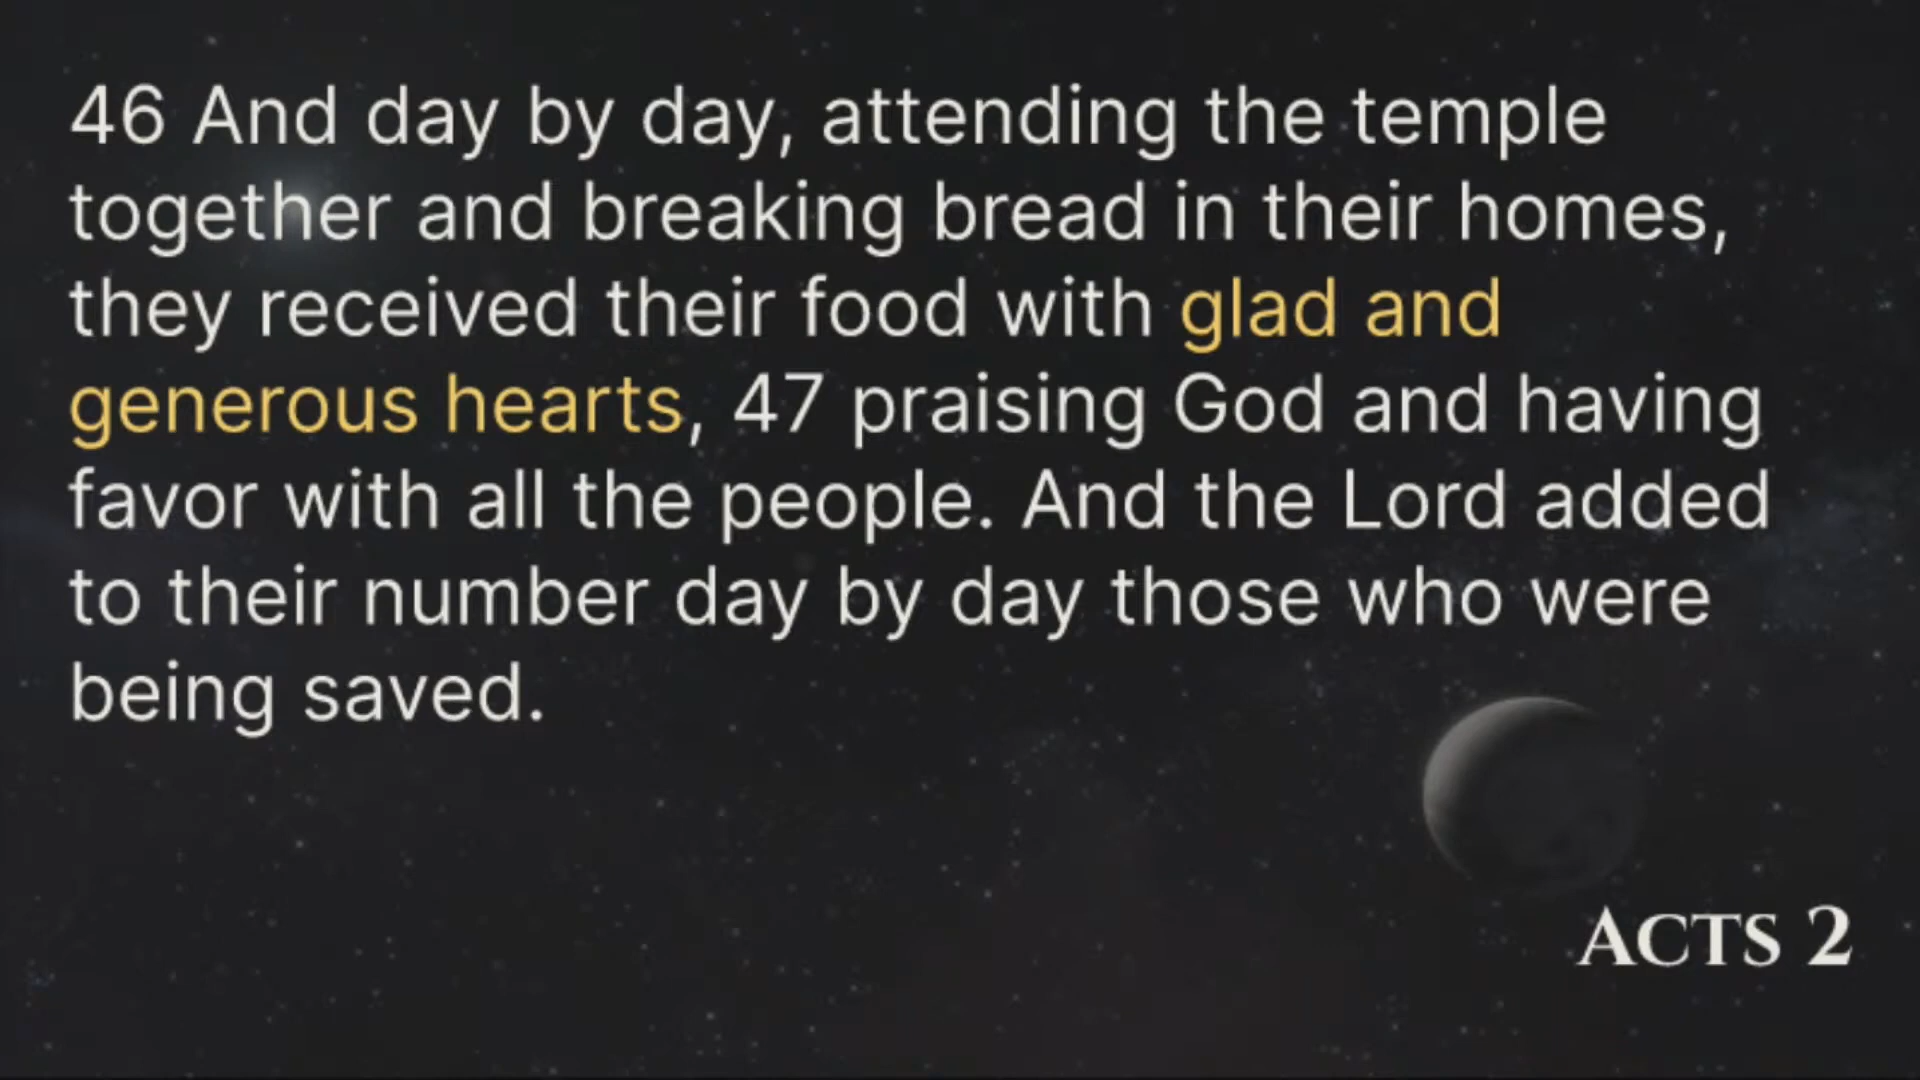 46 And day by day, attending the temple
together and breaking bread in their homes,
they received their food with glad and
generous hearts, 47 praising God and having
favor with all the people. And the Lord added
to their number day by day those who were
being saved.
ACTS 2